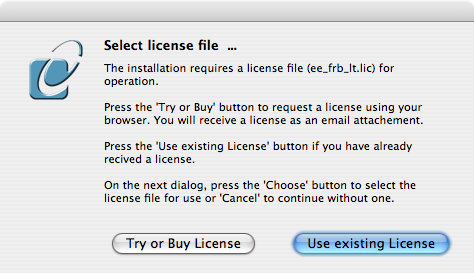 Select license file  ...
The installation requires a license file (ee_frb_lt.lic) for
operation.
Press the 'Try or Buy' button to request a license using your
browser. You will receive a license as an email attachement.
Press the 'Use existing License' button if you have already
recived a license.
On the next dialog, press the 'Choose' button to select the
license file for use or 'Cancel' to continue without one.
Try or Buy License
Use existing License